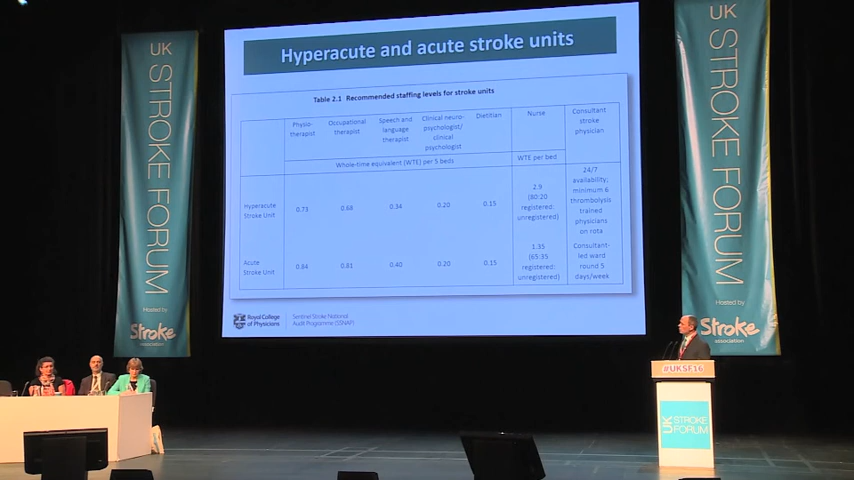 UK STROKE FORUM
Hosted by
Stroke
association
Hyperacute and acute stroke units
Table 2.1 Recommended staffing levels for stroke units
Physio-
therapist
Occupational
therapist
Speech and
language
therapist
Clinical neuro-
psychologist/
clinical
psychologist
Dietitian
Nurse
Consultant
stroke
physician
Whole-time equivalent (WTE) per 5 beds
WTE per bed
Hyperacute
Stroke Unit
0.73
0.68
0.34
0.20
0.15
2.9
(80:20
registered:
unregistered)
24/7
availability;
minimum 6
thrombolysis
trained
physicians
on rota
Acute
Stroke Unit
0.84
0.81
0.40
0.20
0.15
1.35
(65:35
registered:
unregistered)
Consultant-
led ward
round 5
days/week
Royal College
of Physicians
Sentinel Stroke National
Audit Programme (SSNAP)
UK STROKE FORUM
Hosted by
Stroke
association
#UKSF16
UK STROKE
FORUM